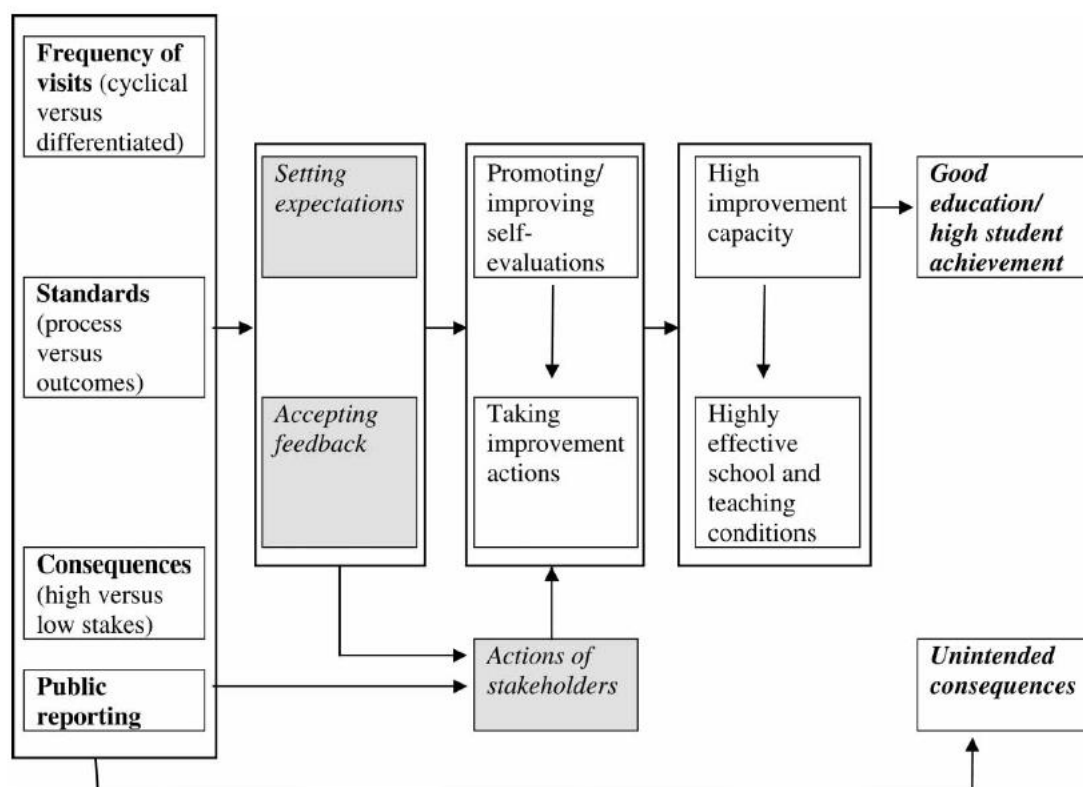 Frequency of
visits (cyclical
versus
differentiated)
Standards
(process
versus
outcomes)
Consequences
(high versus
low stakes)
Public
reporting
Setting
expectations
Accepting
feedback
Promoting/
improving
self-
evaluations
Taking
improvement
actions
Actions of
stakeholders
High
improvement
capacity
Highly
effective
school and
teaching
conditions
Good
education/
high student
achievement
Unintended
consequences